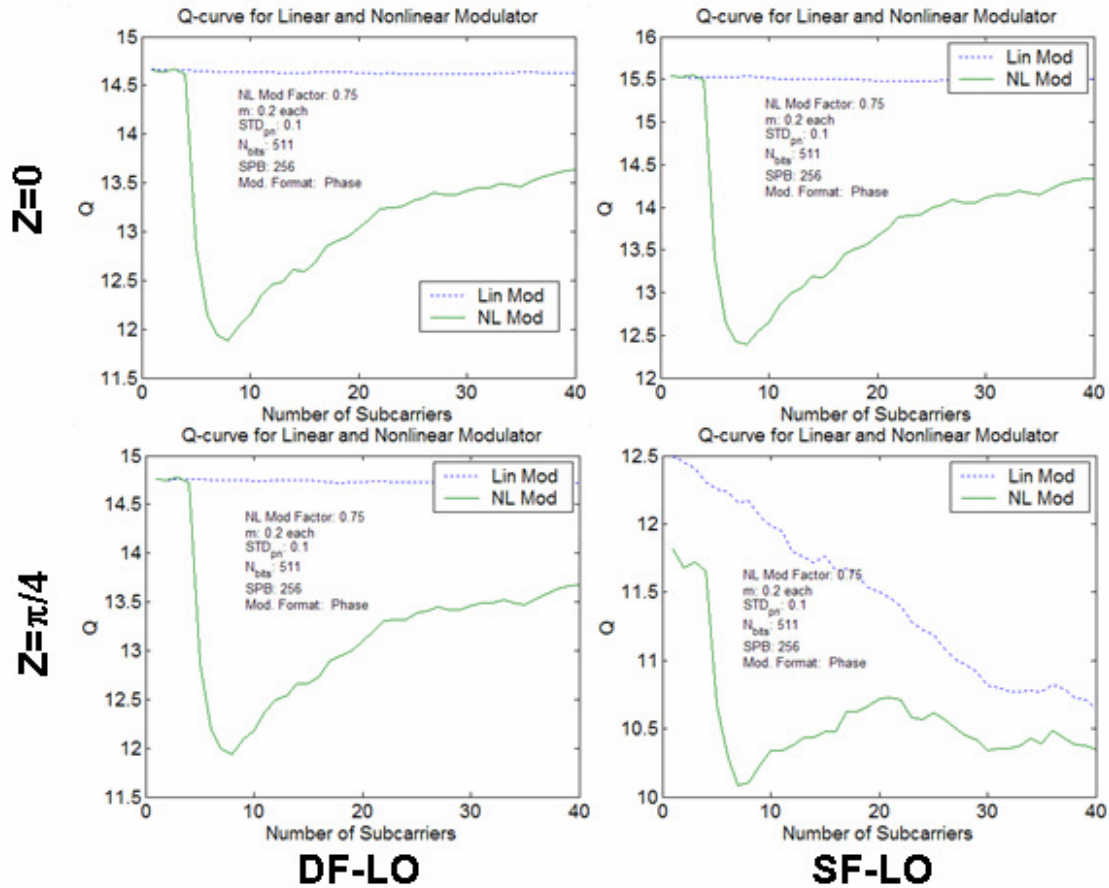 Q-curve for Linear and Nonlinear Modulator
15
14.5
14
13.5
13
12.5
12
11.5
Q
Lin Mod
NL Mod
NL Mod Factor: 0.75
m: 0.2 each
STDpn: 0.1
Nbits: 511
SPB: 256
Mod. Format: Phase
0 10 20 30 40
Number of Subcarriers
Z=0
Q-curve for Linear and Nonlinear Modulator
16
15.5
15
14.5
14
13.5
13
12.5
12
Q
Lin Mod
NL Mod
NL Mod Factor: 0.75
m: 0.2 each
STDpn: 0.1
Nbits: 511
SPB: 256
Mod. Format: Phase
0 10 20 30 40
Number of Subcarriers
Q-curve for Linear and Nonlinear Modulator
15
14.5
14
13.5
13
12.5
12
11.5
Q
Lin Mod
NL Mod
NL Mod Factor: 0.75
m: 0.2 each
STDpn: 0.1
Nbits: 511
SPB: 256
Mod. Format: Phase
0 10 20 30 40
Number of Subcarriers
Z=π/4
DF-LO
Q-curve for Linear and Nonlinear Modulator
12.5
12
11.5
11
10.5
10
Q
Lin Mod
NL Mod
NL Mod Factor: 0.75
m: 0.2 each
STDpn: 0.1
Nbits: 511
SPB: 256
Mod. Format: Phase
0 10 20 30 40
Number of Subcarriers
SF-LO